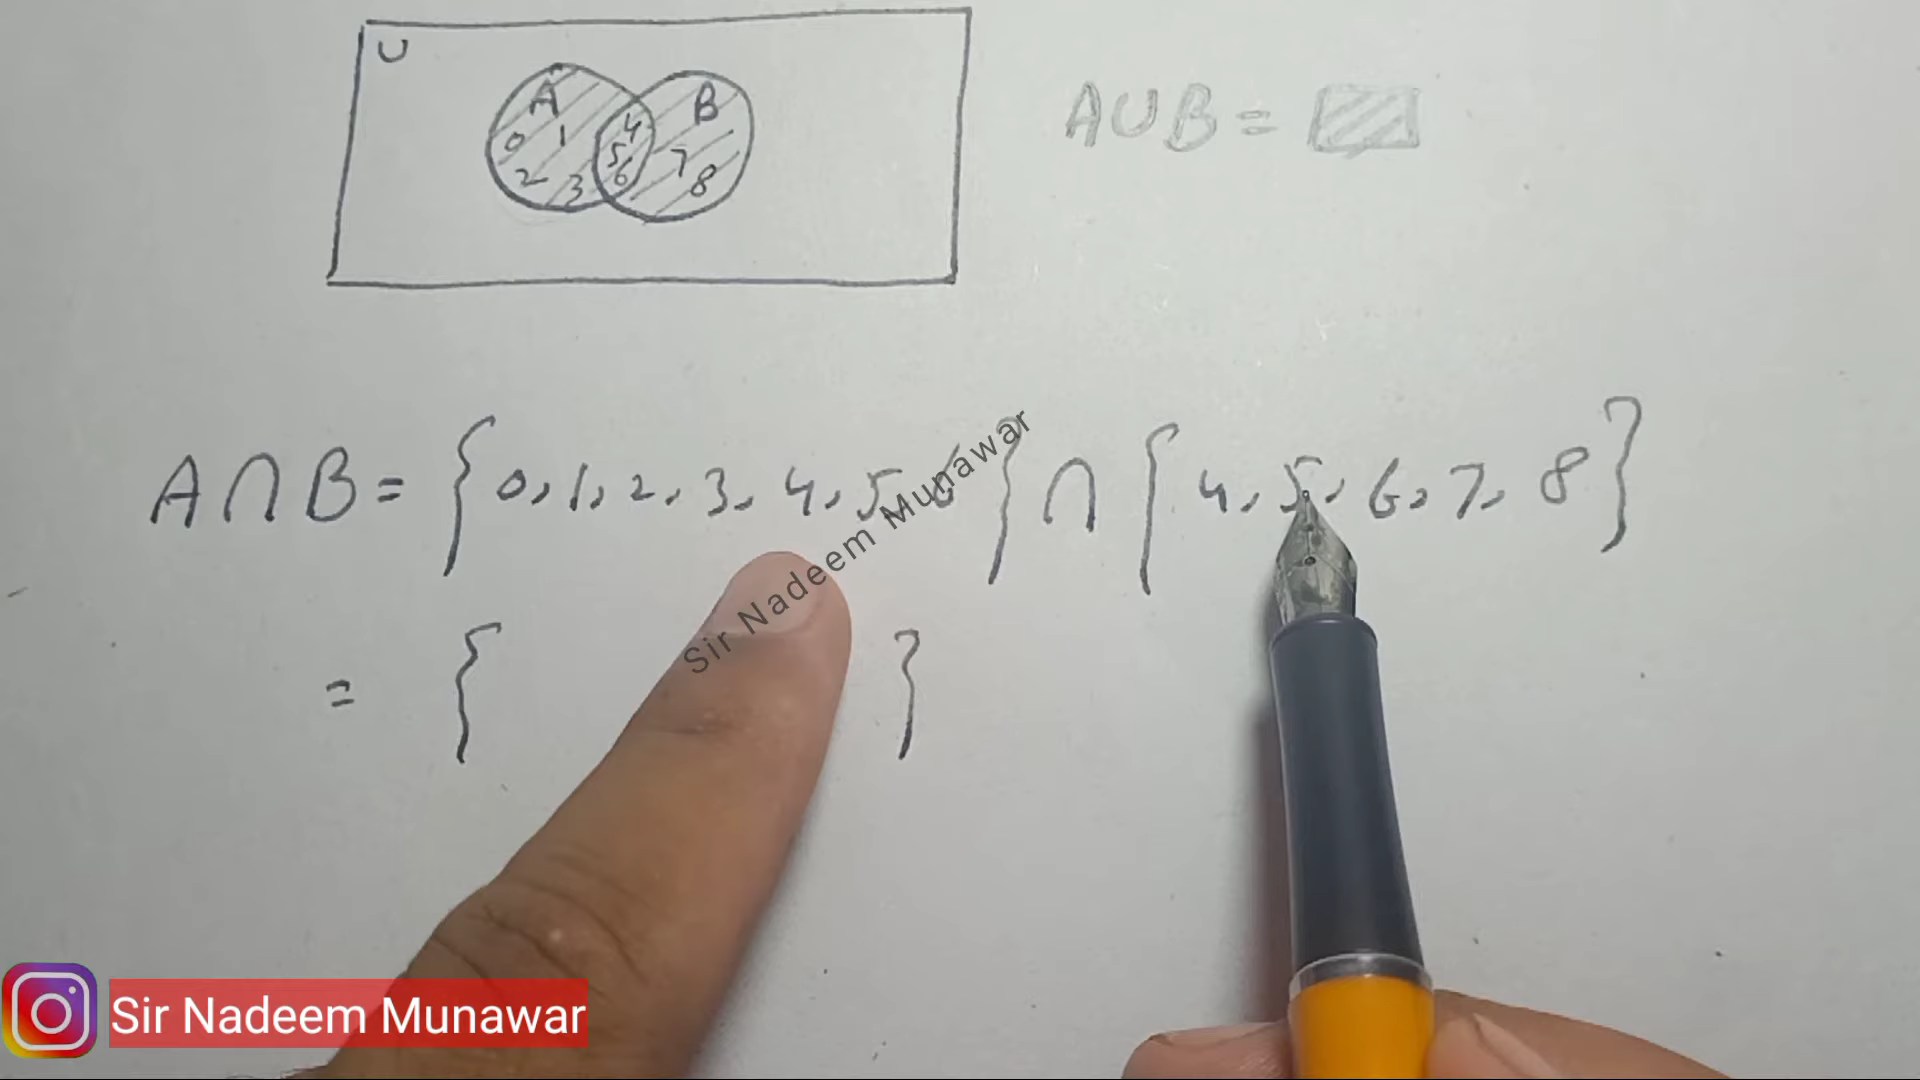 U
A B
0 1 4
5 7
2 3 6 8
A∪B =
A∩B = {0, 1, 2, 3, 4, 5, 6} ∩ {4, 5, 6, 7, 8}
= { }
Sir Nadeem Munawar
Sir Nadeem Munawar